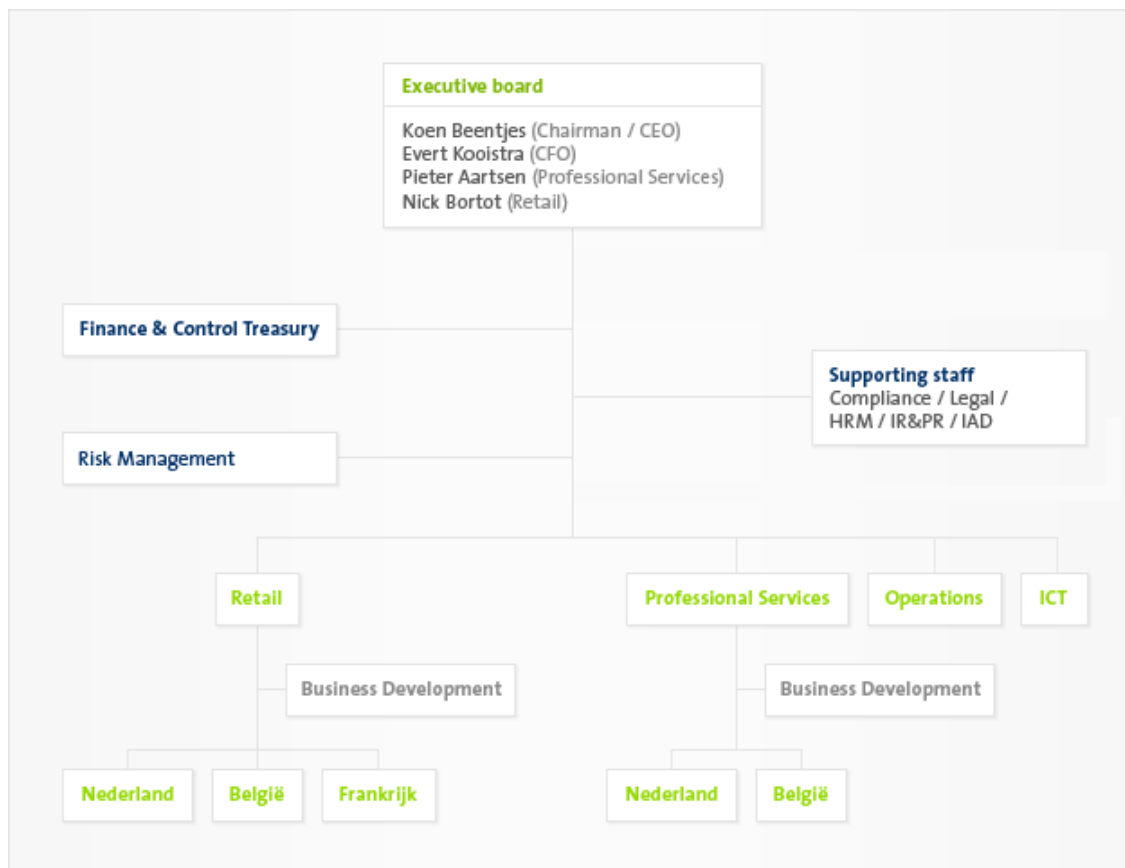 Executive board
Koen Beentjes (Chairman / CEO)
Evert Kooistra (CFO)
Pieter Aartsen (Professional Services)
Nick Bortot (Retail)
Finance & Control Treasury
Supporting staff
Compliance / Legal /
HRM / IR&PR / IAD
Risk Management
Retail
Professional Services
Operations
ICT
Business Development
Business Development
Nederland
België
Frankrijk
Nederland
België